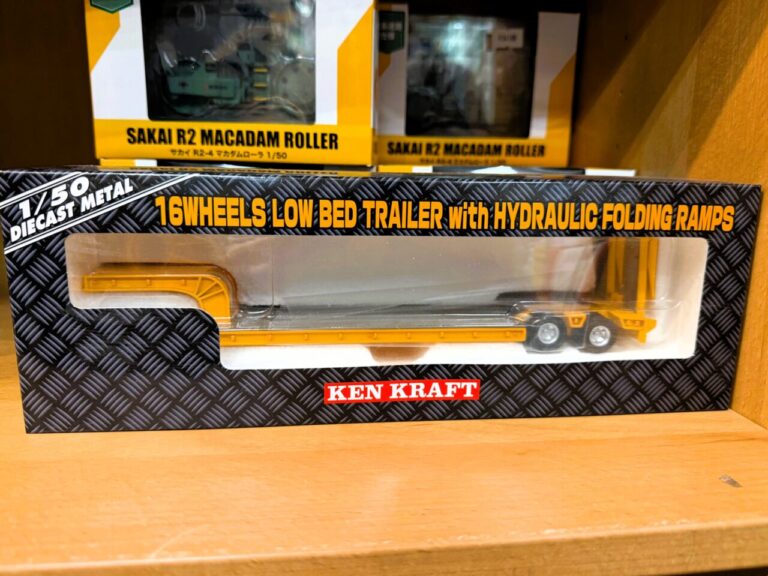 SAKAI R2 MACADAM ROLLER
サカイ R2-4 マカダムローラ 1/50
SAKAI R2 MACADAM ROLLER
1/50
DIECAST METAL
16WHEELS LOW BED TRAILER with HYDRAULIC FOLDING RAMPS
KEN KRAFT